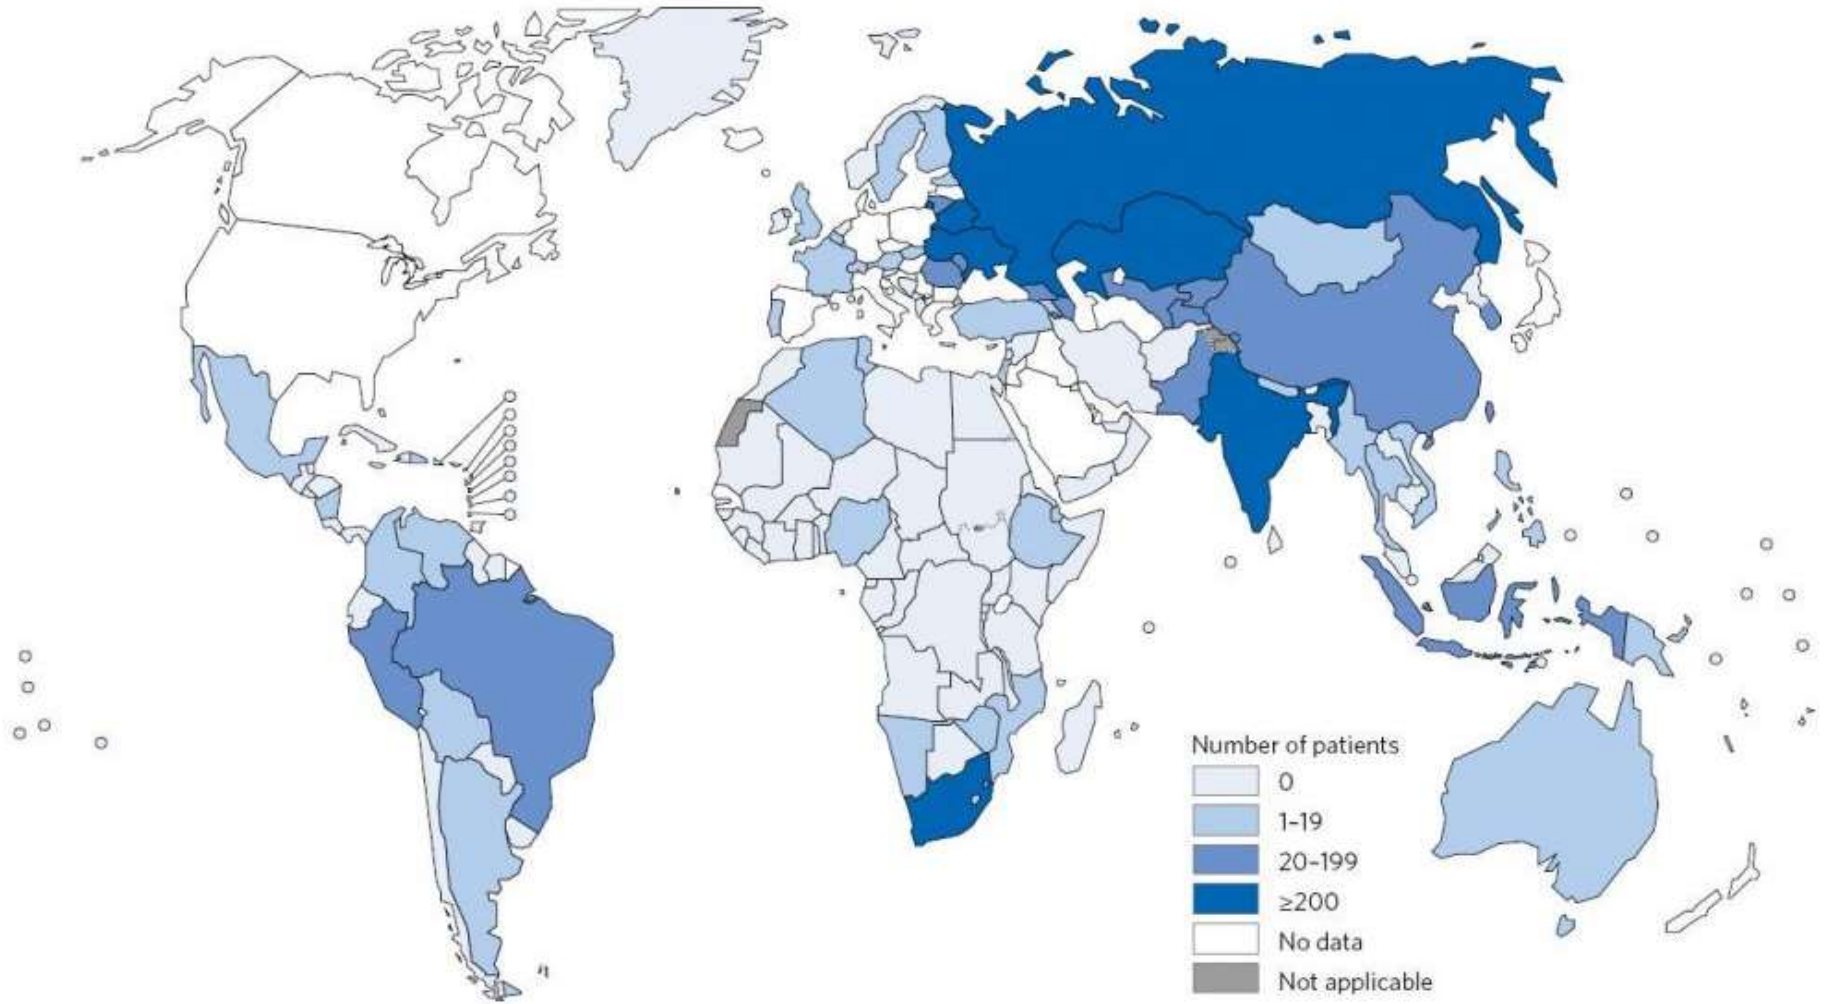 Number of patients
0
1–19
20–199
≥200
No data
Not applicable